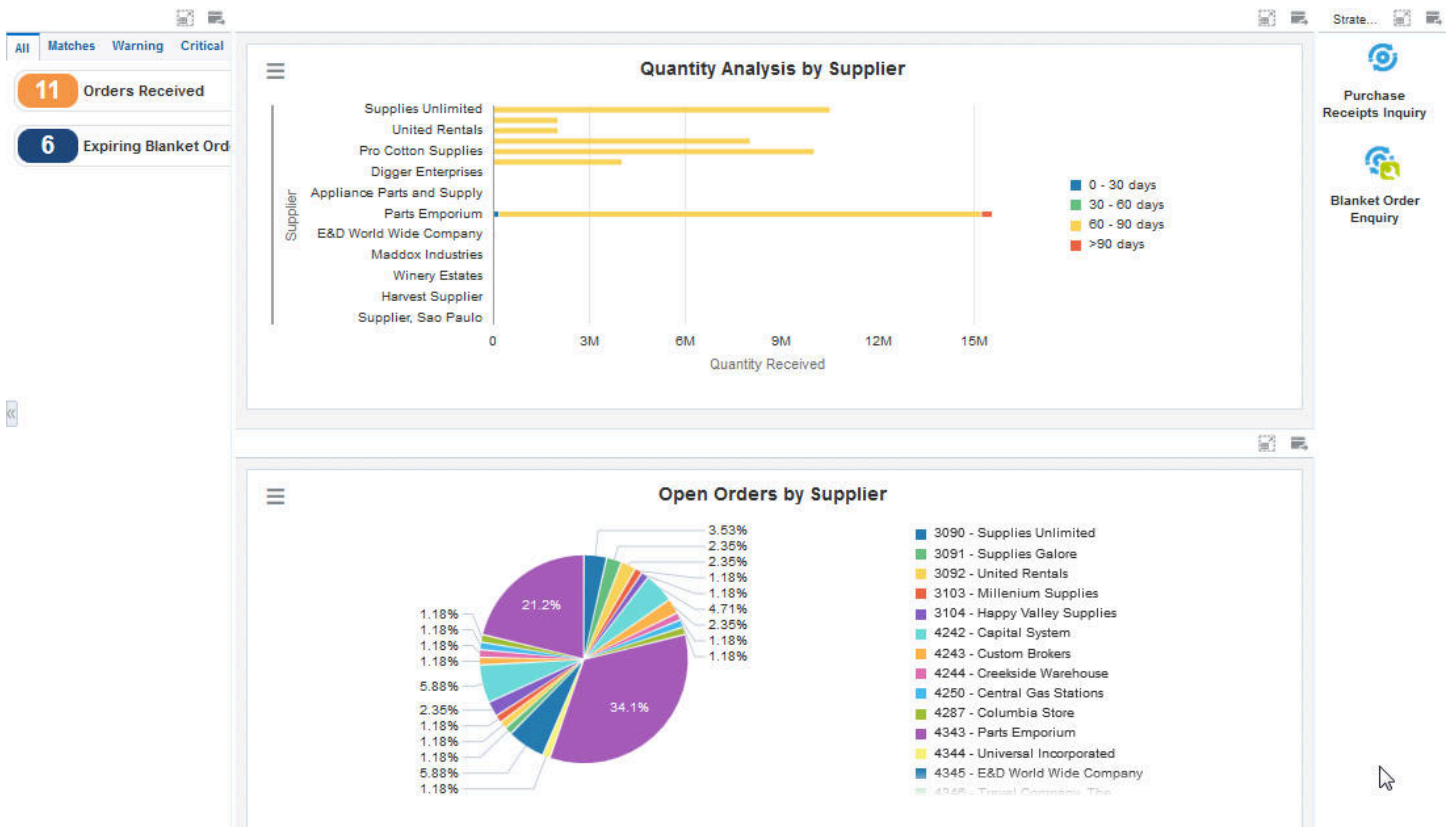 Strate...
All Matches Warning Critical
11 Orders Received
6 Expiring Blanket Ord
Quantity Analysis by Supplier
Supplier
Supplies Unlimited
United Rentals
Pro Cotton Supplies
Digger Enterprises
Appliance Parts and Supply
Parts Emporium
E&D World Wide Company
Maddox Industries
Winery Estates
Harvest Supplier
Supplier, Sao Paulo
0 3M 6M 9M 12M 15M
Quantity Received
0 - 30 days
30 - 60 days
60 - 90 days
>90 days
Purchase
Receipts Inquiry
Blanket Order
Enquiry
Open Orders by Supplier
3.53%
2.35%
2.35%
1.18%
1.18%
4.71%
2.35%
1.18%
1.18%
21.2%
34.1%
1.18%
1.18%
1.18%
1.18%
5.88%
2.35%
1.18%
1.18%
1.18%
5.88%
1.18%
3090 - Supplies Unlimited
3091 - Supplies Galore
3092 - United Rentals
3103 - Millenium Supplies
3104 - Happy Valley Supplies
4242 - Capital System
4243 - Custom Brokers
4244 - Creekside Warehouse
4250 - Central Gas Stations
4287 - Columbia Store
4343 - Parts Emporium
4344 - Universal Incorporated
4345 - E&D World Wide Company
4346 - Travel Company, The